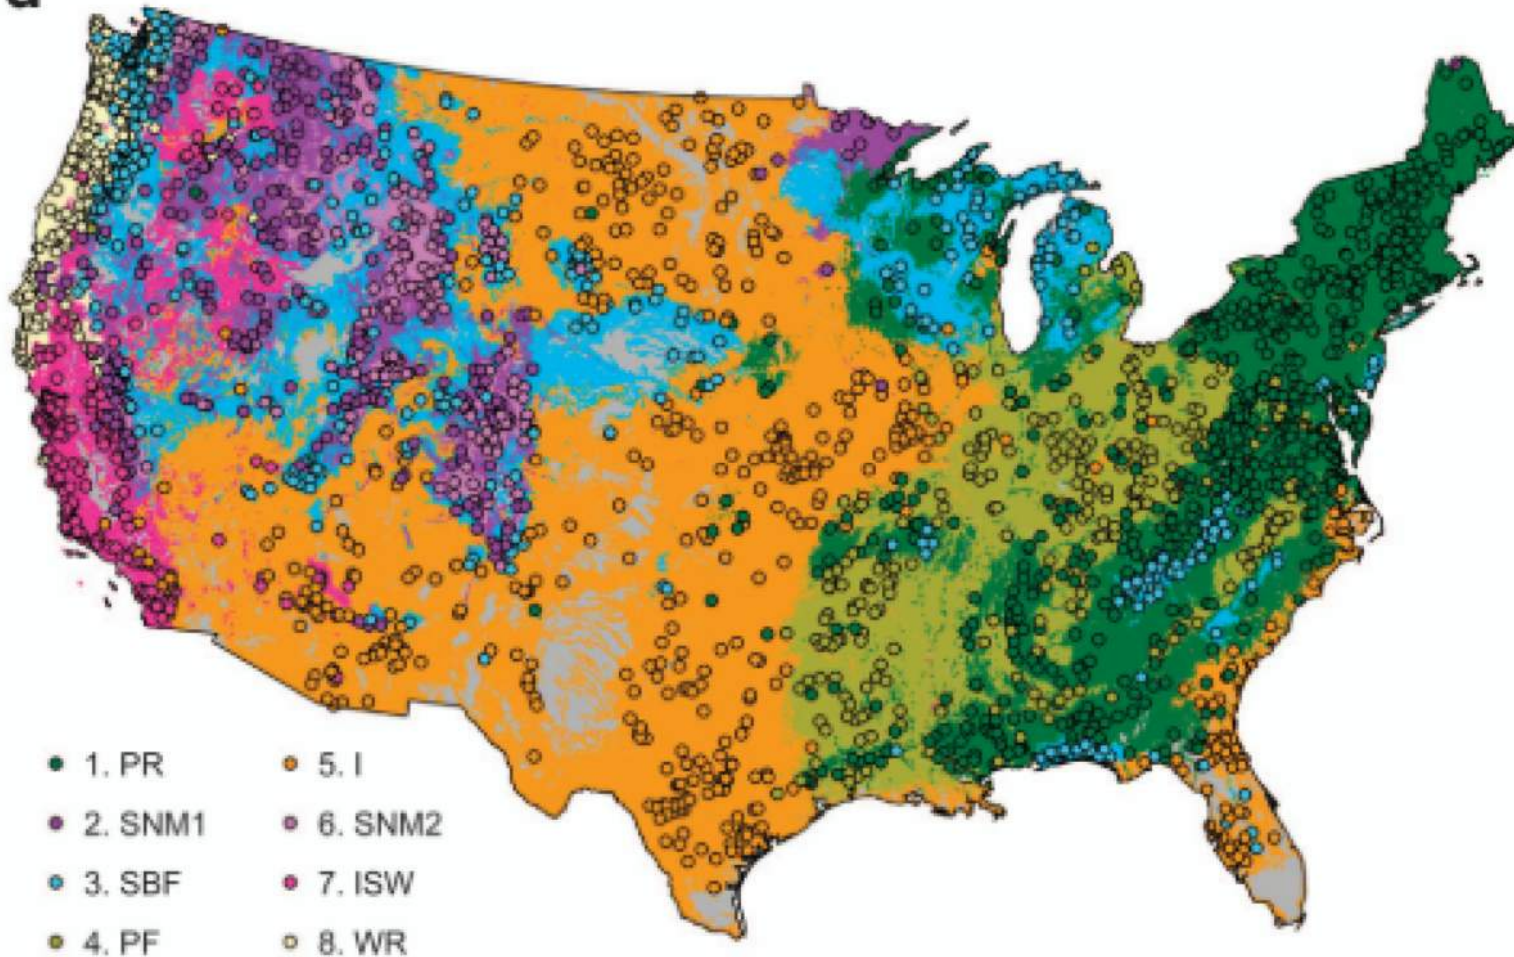 1. PR
5. I
2. SNM1
6. SNM2
3. SBF
7. ISW
4. PF
8. WR